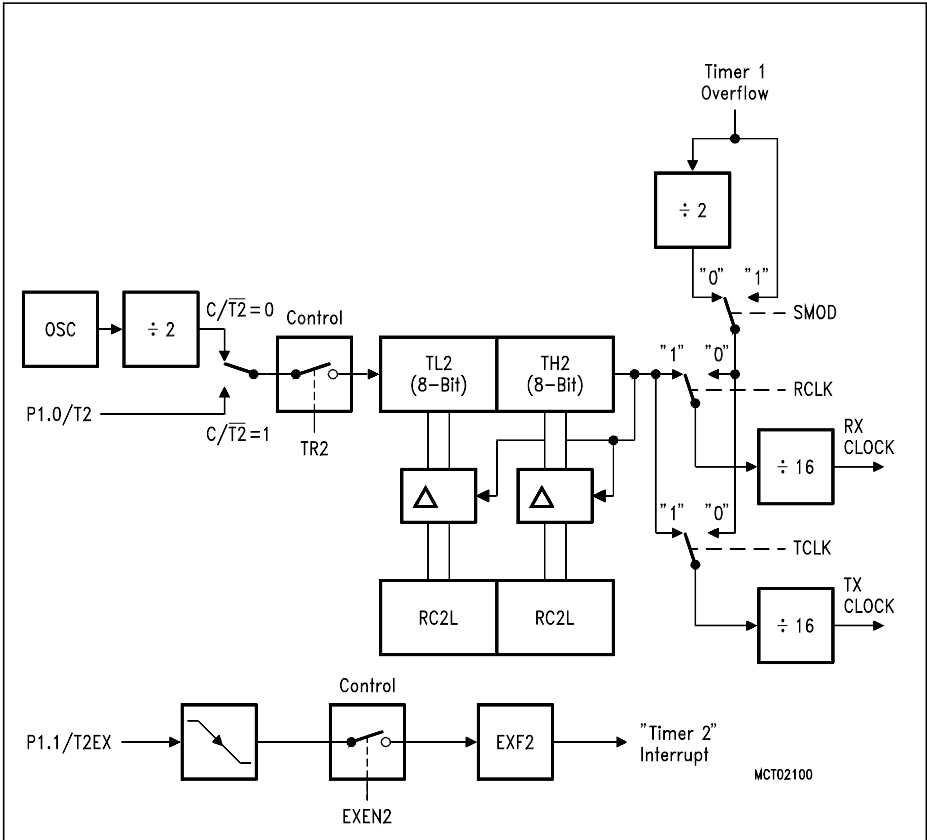 Timer 1
Overflow
÷ 2
"0" "1"
SMOD
OSC
÷ 2
C/T̅2̅=0
Control
P1.0/T2
C/T̅2̅=1
TR2
TL2
(8-Bit)
TH2
(8-Bit)
"1" "0"
RCLK
RX
CLOCK
÷ 16
"1" "0"
TCLK
TX
CLOCK
÷ 16
RC2L
RC2L
Control
P1.1/T2EX
EXF2
"Timer 2"
Interrupt
EXEN2
MCT02100